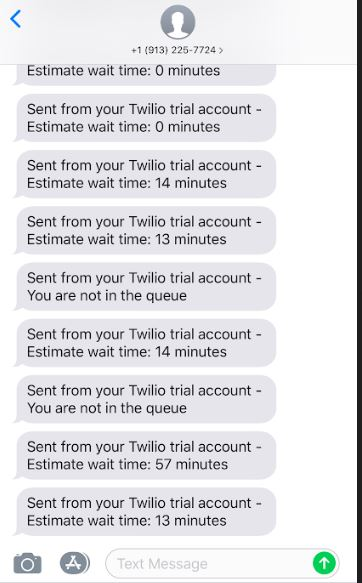 +1 (913) 225-7724 >
Estimate wait time: 0 minutes
Sent from your Twilio trial account -
Estimate wait time: 0 minutes
Sent from your Twilio trial account -
Estimate wait time: 14 minutes
Sent from your Twilio trial account -
Estimate wait time: 13 minutes
Sent from your Twilio trial account -
You are not in the queue
Sent from your Twilio trial account -
Estimate wait time: 14 minutes
Sent from your Twilio trial account -
You are not in the queue
Sent from your Twilio trial account -
Estimate wait time: 57 minutes
Sent from your Twilio trial account -
Estimate wait time: 13 minutes
Text Message